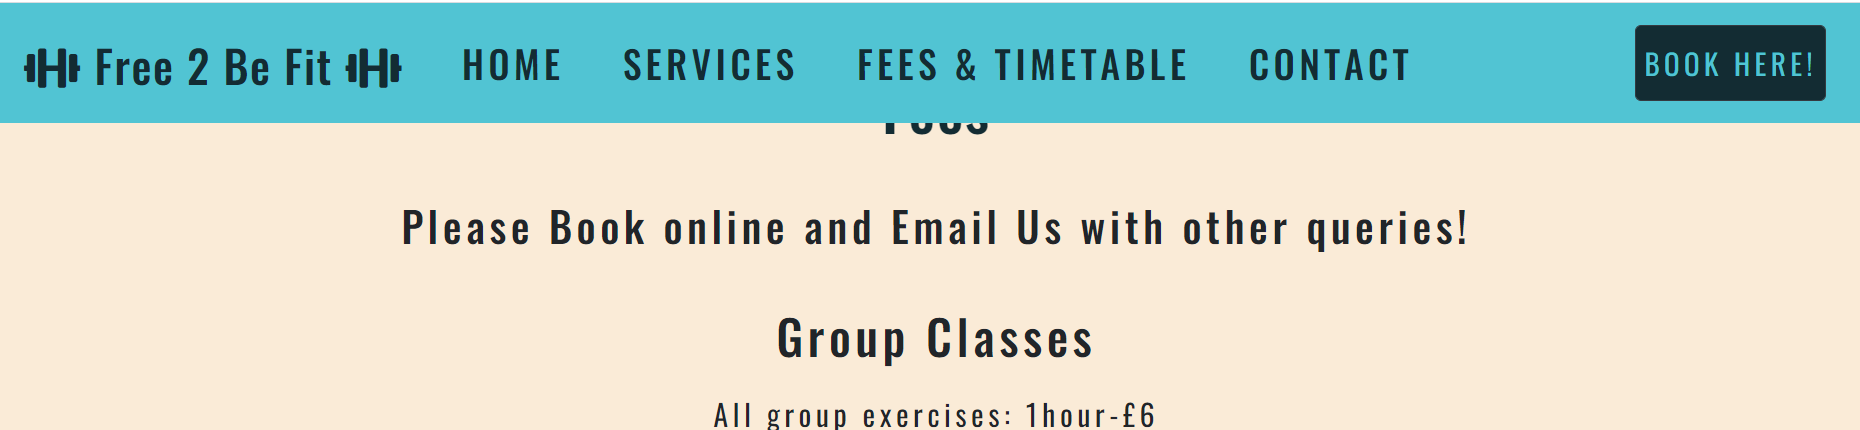 Free 2 Be Fit HOME SERVICES FEES & TIMETABLE CONTACT BOOK HERE!
Fees
Please Book online and Email Us with other queries!
Group Classes
All group exercises: 1hour-£6